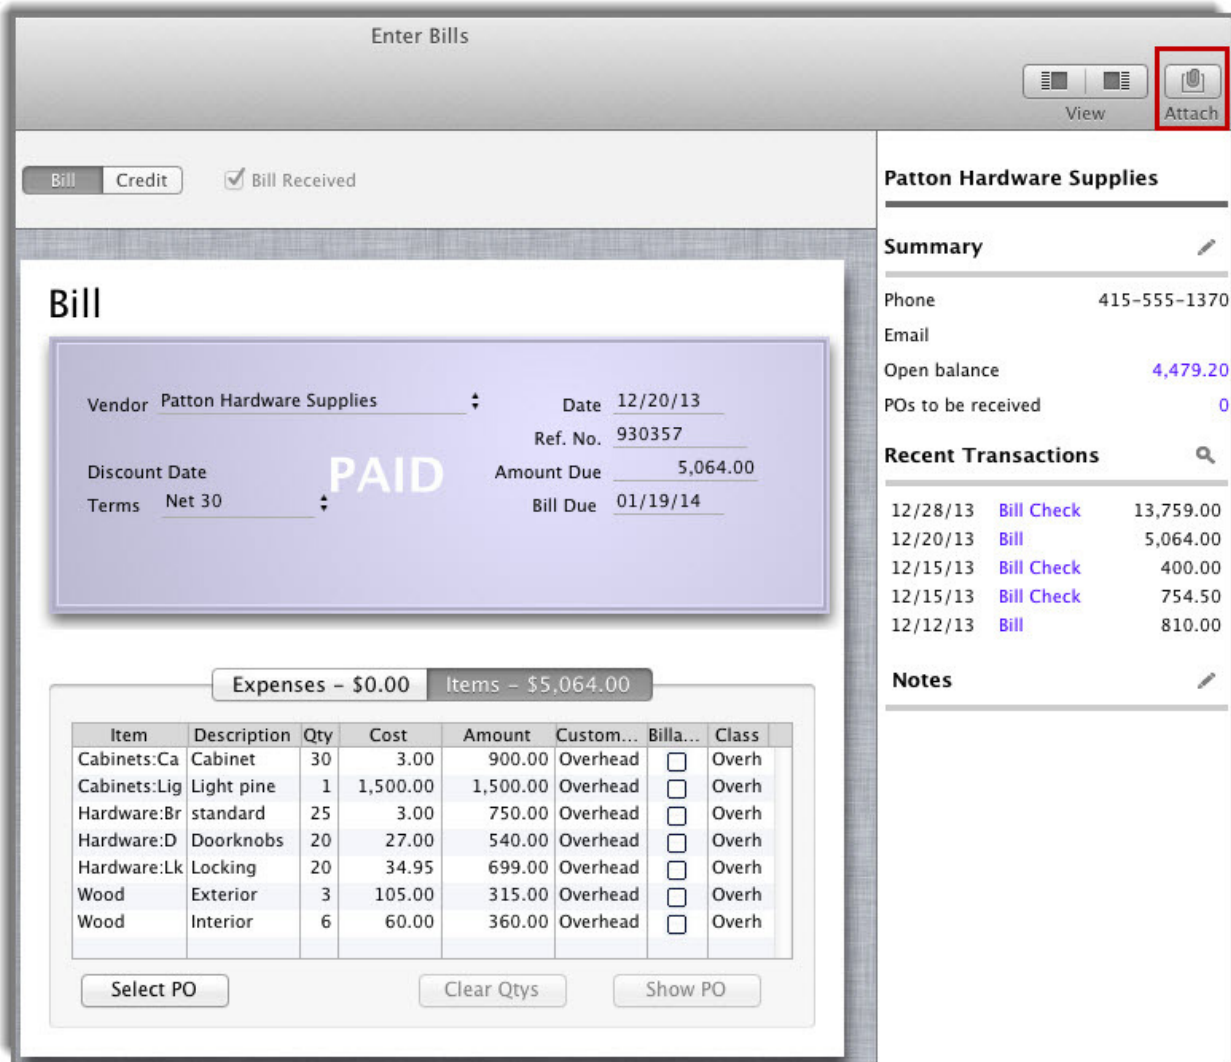 Enter Bills
View
Attach
Bill Credit Bill Received
Bill
Vendor Patton Hardware Supplies
Date 12/20/13
Ref. No. 930357
Discount Date
PAID
Amount Due 5,064.00
Terms Net 30
Bill Due 01/19/14
Expenses – $0.00 Items – $5,064.00
Item Description Qty Cost Amount Custom... Billa... Class
Cabinets:Ca Cabinet 30 3.00 900.00 Overhead Overh
Cabinets:Lig Light pine 1 1,500.00 1,500.00 Overhead Overh
Hardware:Br standard 25 3.00 750.00 Overhead Overh
Hardware:D Doorknobs 20 27.00 540.00 Overhead Overh
Hardware:Lk Locking 20 34.95 699.00 Overhead Overh
Wood Exterior 3 105.00 315.00 Overhead Overh
Wood Interior 6 60.00 360.00 Overhead Overh
Select PO Clear Qtys Show PO
Patton Hardware Supplies
Summary
Phone 415-555-1370
Email
Open balance 4,479.20
POs to be received 0
Recent Transactions
12/28/13 Bill Check 13,759.00
12/20/13 Bill 5,064.00
12/15/13 Bill Check 400.00
12/15/13 Bill Check 754.50
12/12/13 Bill 810.00
Notes